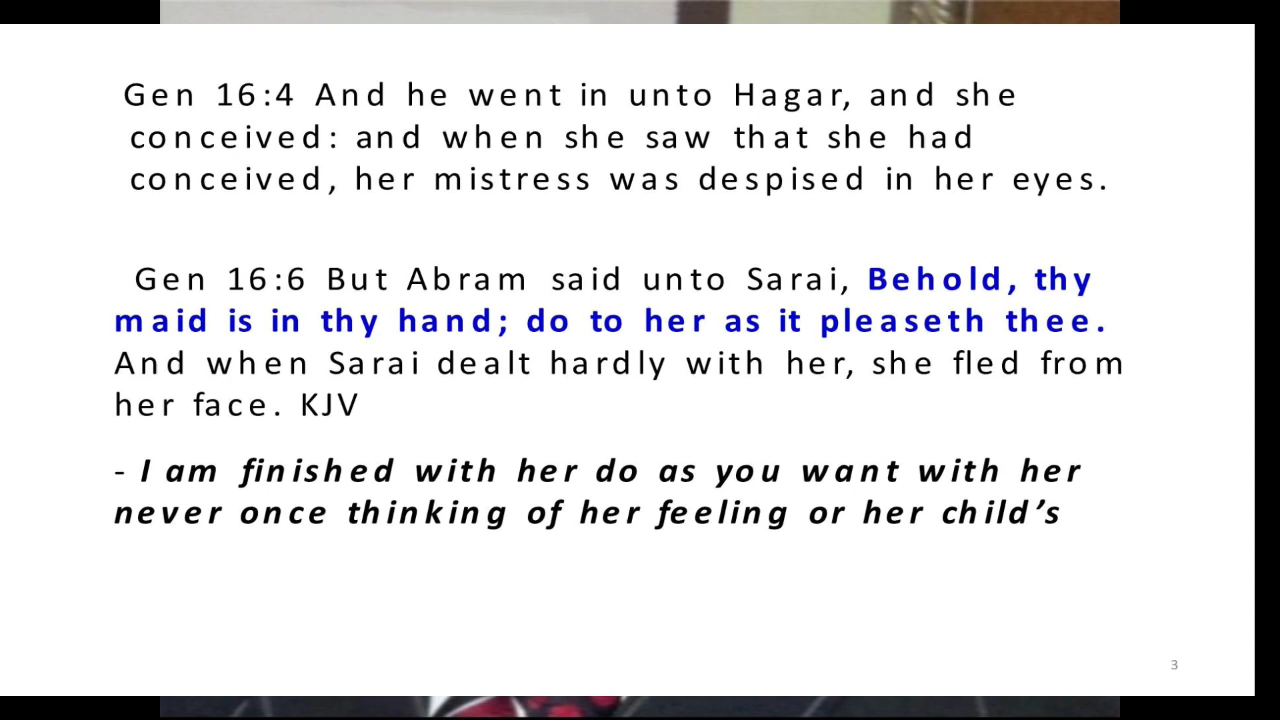 Gen 16:4 And he went in unto Hagar, and she
conceived: and when she saw that she had
conceived, her mistress was despised in her eyes.
Gen 16:6 But Abram said unto Sarai, Behold, thy
maid is in thy hand; do to her as it pleaseth thee.
And when Sarai dealt hardly with her, she fled from
her face. KJV
- I am finished with her do as you want with her
never once thinking of her feeling or her child’s
3